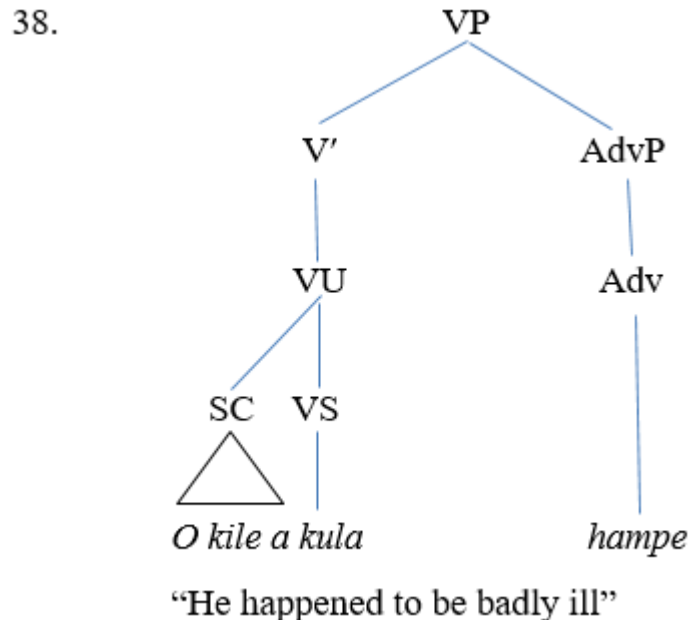 38. VP
V′ AdvP
VU Adv
SC VS
O kile a kula hampe
“He happened to be badly ill”